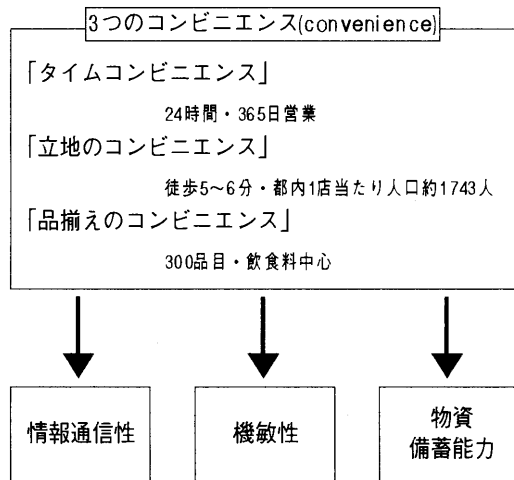 3つのコンビニエンス(convenience)
「タイムコンビニエンス」
24時間・365日営業
「立地のコンビニエンス」
徒歩5~6分・都内1店当たり人口約1743人
「品揃えのコンビニエンス」
300品目・飲食料中心
情報通信性
機敏性
物資
備蓄能力